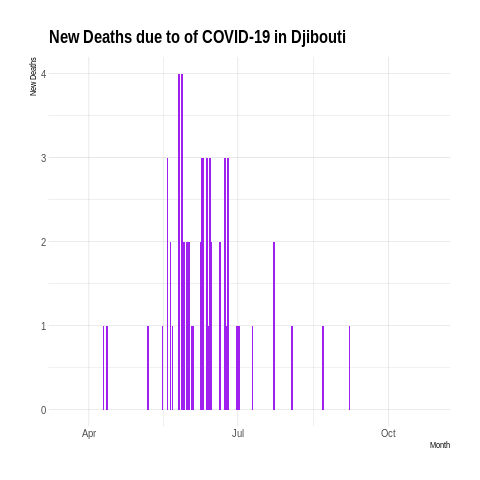 New Deaths due to of COVID-19 in Djibouti
New Deaths
4
3
2
1
0
Apr
Jul
Oct
Month